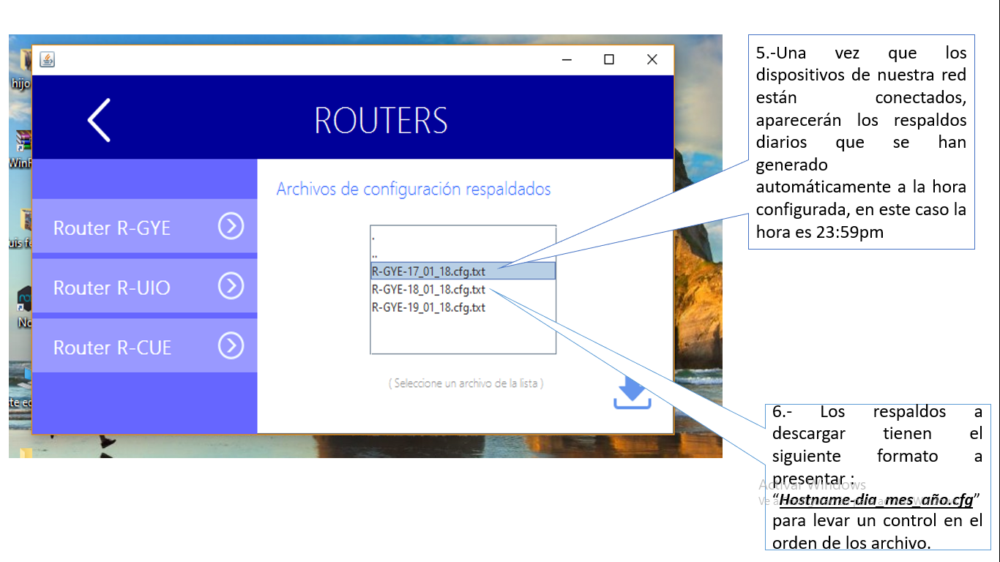 hijo
ROUTERS
Archivos de configuración respaldados
Router R-GYE
Router R-UIO
Router R-CUE
.
..
R-GYE-17_01_18.cfg.txt
R-GYE-18_01_18.cfg.txt
R-GYE-19_01_18.cfg.txt
( Seleccione un archivo de la lista )
5.-Una vez que los
dispositivos de nuestra red
están conectados,
aparecerán los respaldos
diarios que se han
generado
automáticamente a la hora
configurada, en este caso la
hora es 23:59pm
6.- Los respaldos a
descargar tienen el
siguiente formato a
presentar :
“Hostname-dia_mes_año.cfg”
para levar un control en el
orden de los archivo.
Activar Windows